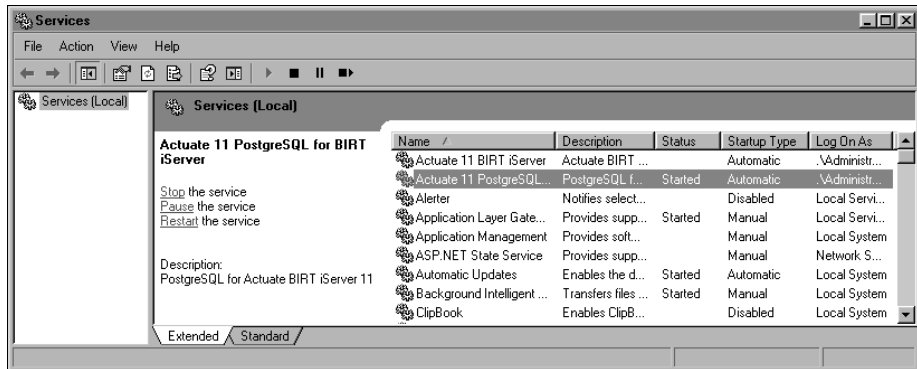 Services
File Action View Help
Services (Local)
Services (Local)
Actuate 11 PostgreSQL for BIRT iServer
Stop the service
Pause the service
Restart the service
Description:
PostgreSQL for Actuate BIRT iServer 11
Name Description Status Startup Type Log On As
Actuate 11 BIRT iServer Actuate BIRT ... Automatic .\Administr...
Actuate 11 PostgreSQL... PostgreSQL f... Started Automatic .\Administr...
Alerter Notifies select... Disabled Local Servi...
Application Layer Gate... Provides supp... Started Manual Local Servi...
Application Management Provides soft... Manual Local System
ASP.NET State Service Provides supp... Manual Network S...
Automatic Updates Enables the d... Started Automatic Local System
Background Intelligent ... Transfers files ... Started Manual Local System
ClipBook Enables ClipB... Disabled Local System
Extended Standard